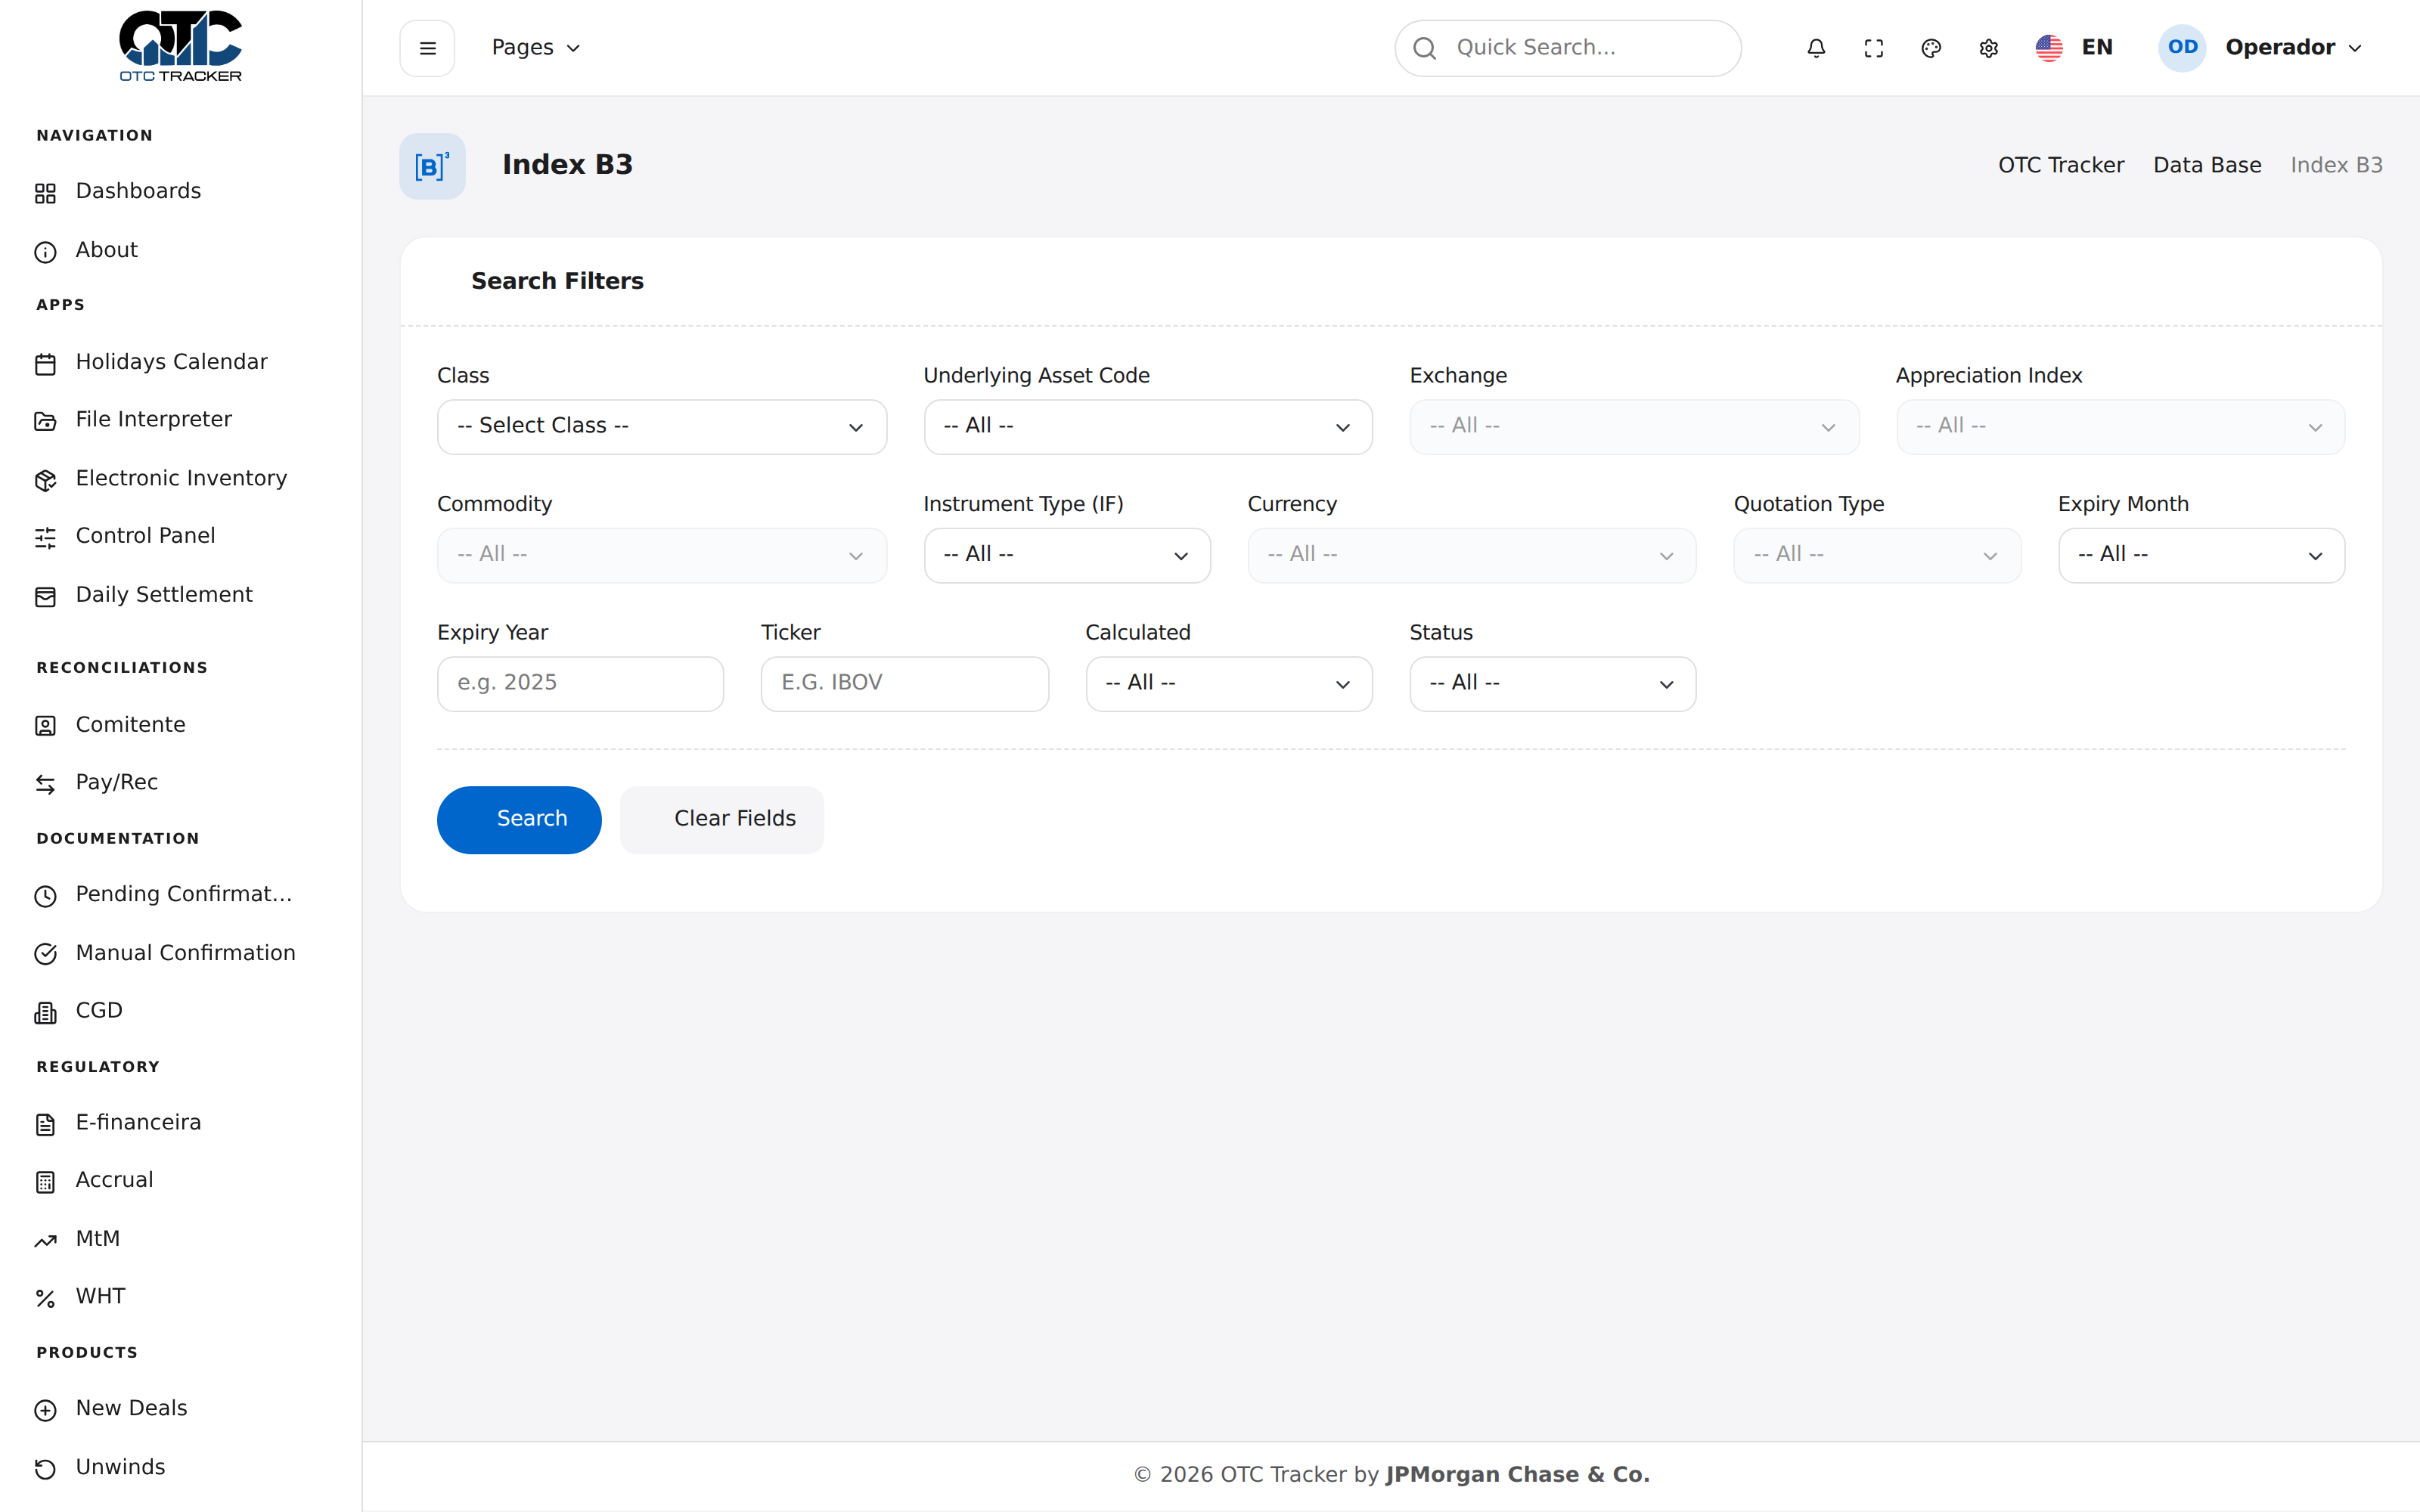 OTC
OTC TRACKER
NAVIGATION
Dashboards
About
APPS
Holidays Calendar
File Interpreter
Electronic Inventory
Control Panel
Daily Settlement
RECONCILIATIONS
Comitente
Pay/Rec
DOCUMENTATION
Pending Confirmat...
Manual Confirmation
CGD
REGULATORY
E-financeira
Accrual
MtM
WHT
PRODUCTS
New Deals
Unwinds
Pages
Quick Search...
EN
OD
Operador
[B]³
Index B3
OTC Tracker Data Base Index B3
Search Filters
Class Underlying Asset Code Exchange Appreciation Index
-- Select Class -- -- All -- -- All -- -- All --
Commodity Instrument Type (IF) Currency Quotation Type Expiry Month
-- All -- -- All -- -- All -- -- All -- -- All --
Expiry Year Ticker Calculated Status
e.g. 2025 E.G. IBOV -- All -- -- All --
Search Clear Fields
© 2026 OTC Tracker by JPMorgan Chase & Co.